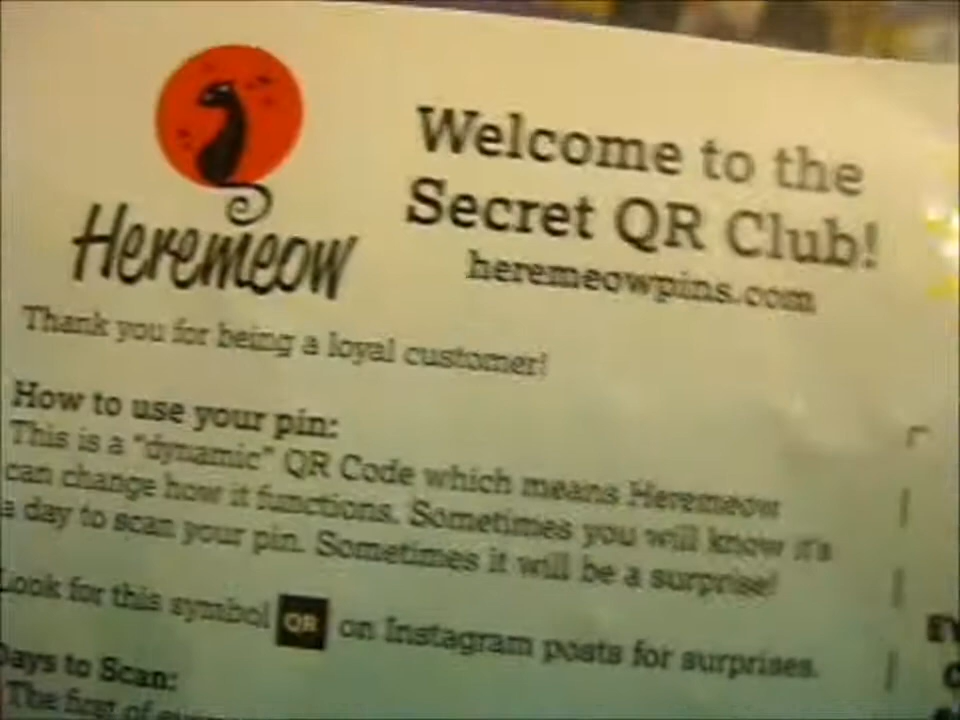 Heremeow
Welcome to the
Secret QR Club!
heremeowpins.com
Thank you for being a loyal customer!
How to use your pin:
This is a "dynamic" QR Code which means Heremeow
can change how it functions. Sometimes you will know it's
a day to scan your pin. Sometimes it will be a surprise!
Look for this symbol QR on Instagram posts for surprises.
Days to Scan:
The first of